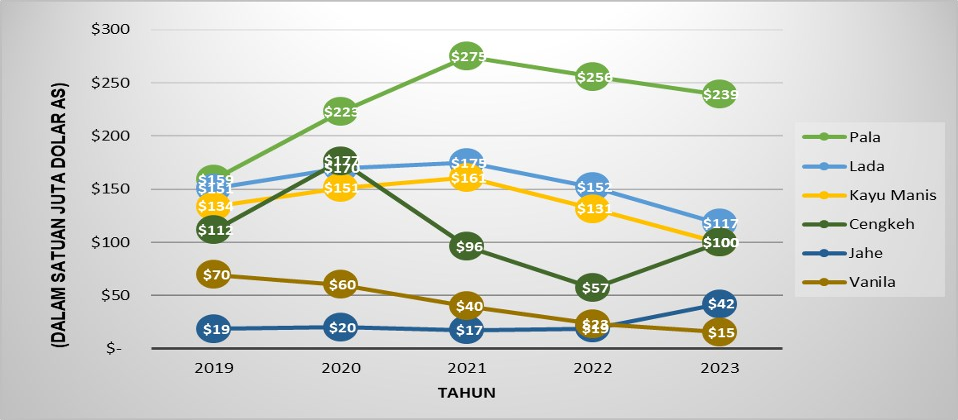 $300
$250
$200
$150
$100
$50
$-
(DALAM SATUAN JUTA DOLAR AS)
$159 $223 $275 $256 $239
$151 $170 $175 $152 $117
$134 $151 $161 $131
$112 $177 $96 $57 $100
$19 $20 $17 $19 $42
$70 $60 $40 $23 $15
2019 2020 2021 2022 2023
TAHUN
Pala
Lada
Kayu Manis
Cengkeh
Jahe
Vanila